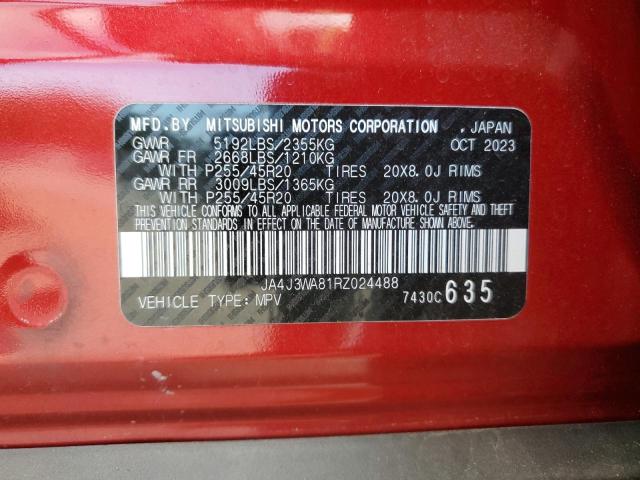 MFD.BY MITSUBISHI MOTORS CORPORATION , JAPAN
GVWR 5192LBS/2355KG OCT 2023
GAWR FR 2668LBS/1210KG
WITH P255/45R20 TIRES 20X8.0J RIMS
GAWR RR 3009LBS/1365KG
WITH P255/45R20 TIRES 20X8.0J RIMS
THIS VEHICLE CONFORMS TO ALL APPLICABLE FEDERAL MOTOR VEHICLE SAFETY AND THEFT
PREVENTION STANDARDS IN EFFECT ON THE DATE OF MANUFACTURE SHOWN ABOVE.
JA4J3WA81RZ024488
VEHICLE TYPE:MPV 7430C 635